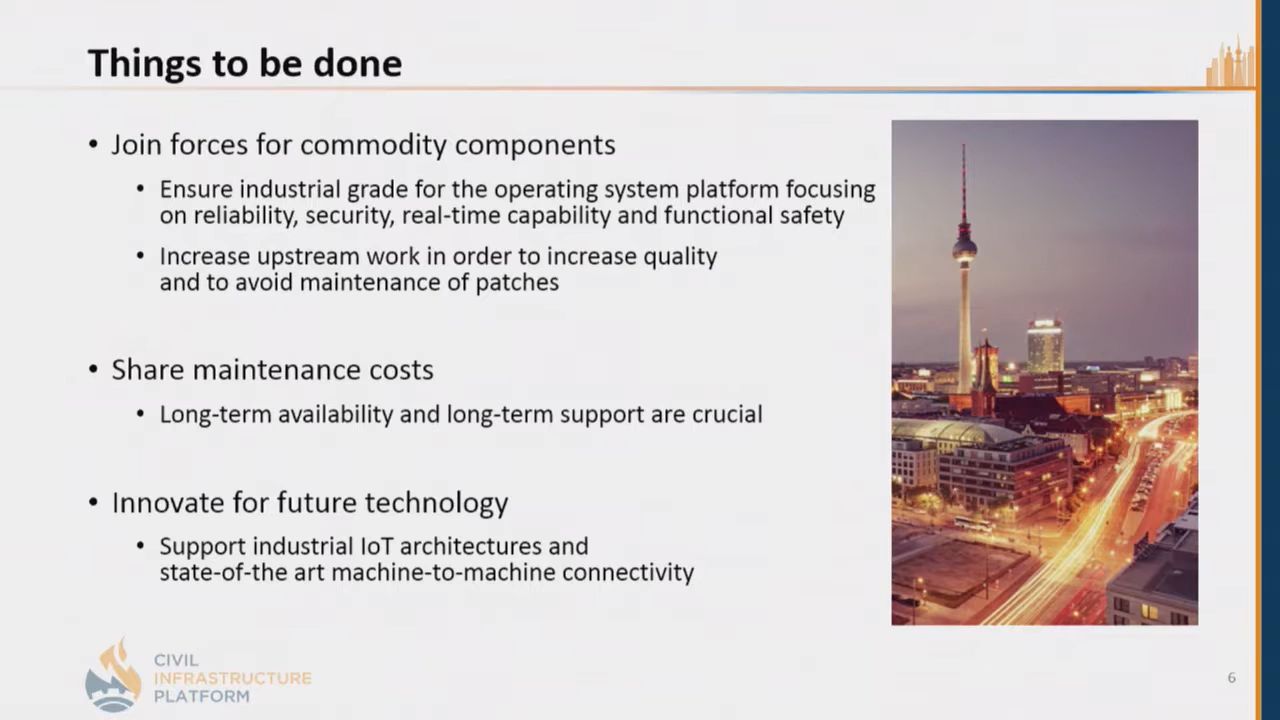 Things to be done
• Join forces for commodity components
• Ensure industrial grade for the operating system platform focusing
on reliability, security, real-time capability and functional safety
• Increase upstream work in order to increase quality
and to avoid maintenance of patches
• Share maintenance costs
• Long-term availability and long-term support are crucial
• Innovate for future technology
• Support industrial IoT architectures and
state-of-the art machine-to-machine connectivity
CIVIL
INFRASTRUCTURE
PLATFORM
6